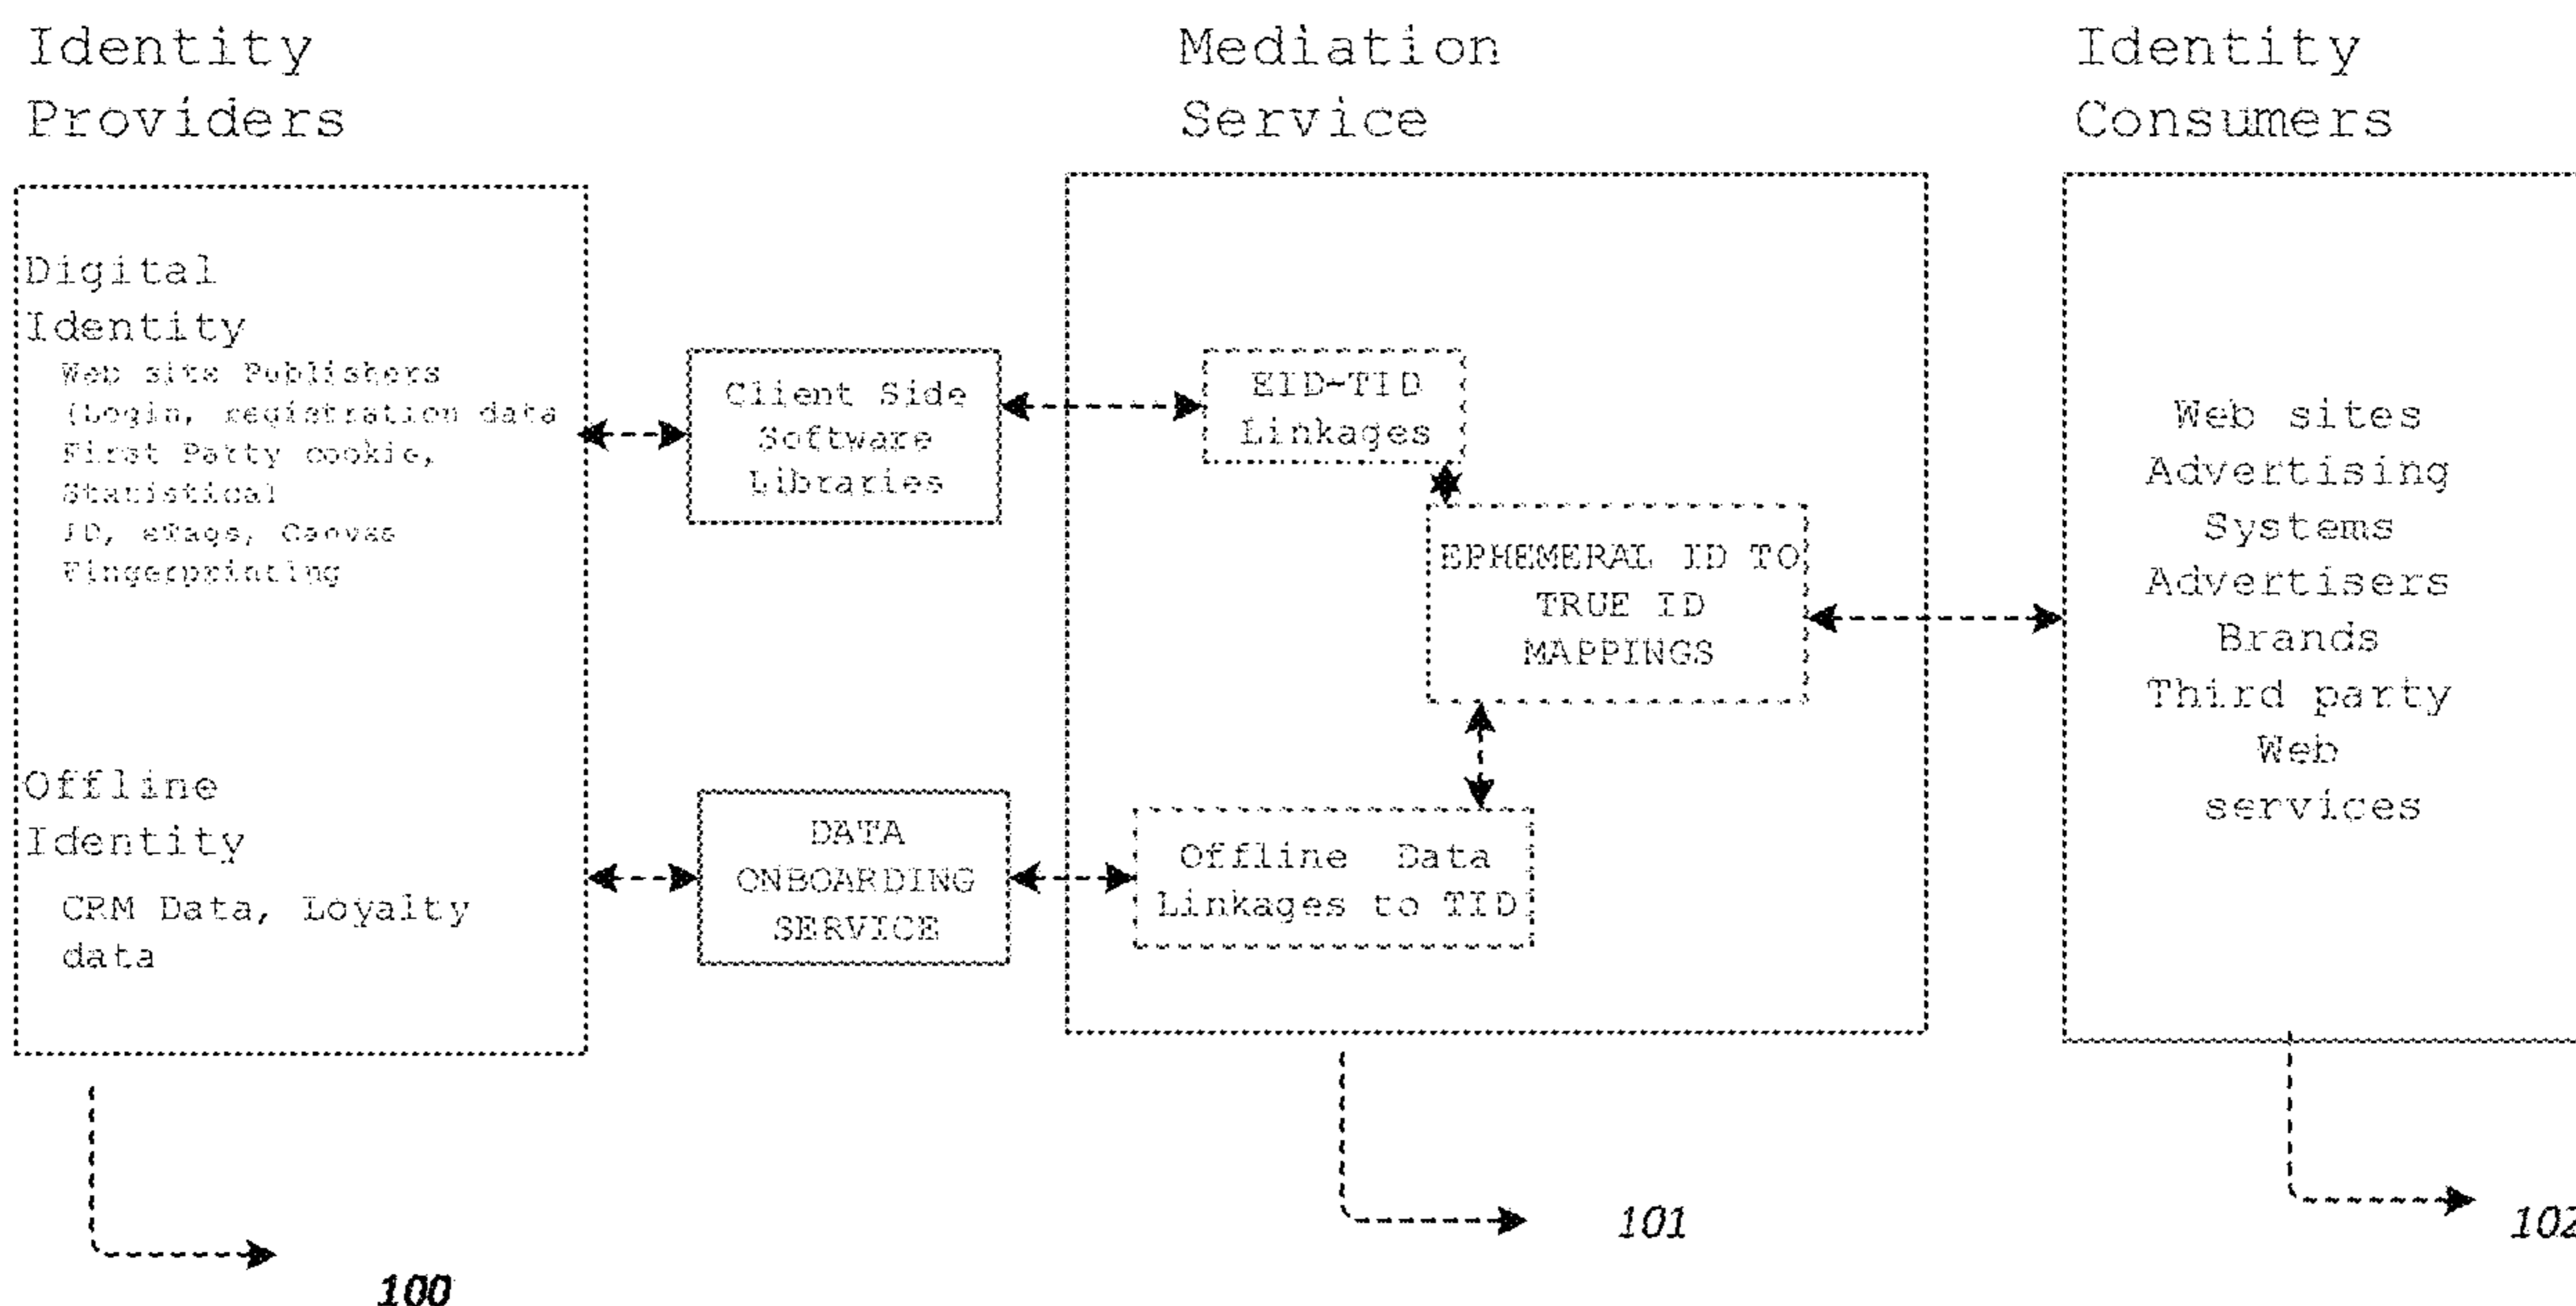 Identity
Providers
Mediation
Service
Identity
Consumers
Digital
Identity
Web site Publishers
(Login, registration data
First Party cookie,
Statistical
ID, eTags, Canvas
Fingerprinting
Offline
Identity
CRM Data, Loyalty
data
Client Side
Software
Libraries
DATA
ONBOARDING
SERVICE
EID-TID
Linkages
EPHEMERAL ID TO
TRUE ID
MAPPINGS
Offline Data
Linkages to TID
Web sites
Advertising
Systems
Advertisers
Brands
Third party
Web
services
100
101
102